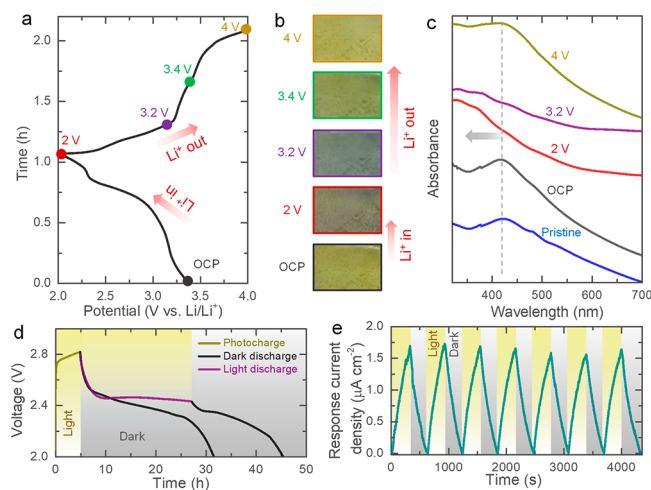 a
Time (h)
2.0
1.5
1.0
0.5
0.0
4 V
3.4 V
3.2 V
2 V
Li⁺ out
Li⁺ in
OCP
2.0 2.5 3.0 3.5 4.0
Potential (V vs. Li/Li⁺)
b
4 V
3.4 V
3.2 V
2 V
OCP
Li⁺ out
Li⁺ in
c
Absorbance
4 V
3.2 V
2 V
OCP
Pristine
400 500 600 700
Wavelength (nm)
d
Voltage (V)
2.8
2.4
2.0
Photocharge
Dark discharge
Light discharge
Light
Dark
0 10 20 30 40 50
Time (h)
e
Response current
density (µA cm⁻²)
2.0
1.5
1.0
0.5
0.0
Light
Dark
0 1000 2000 3000 4000
Time (s)